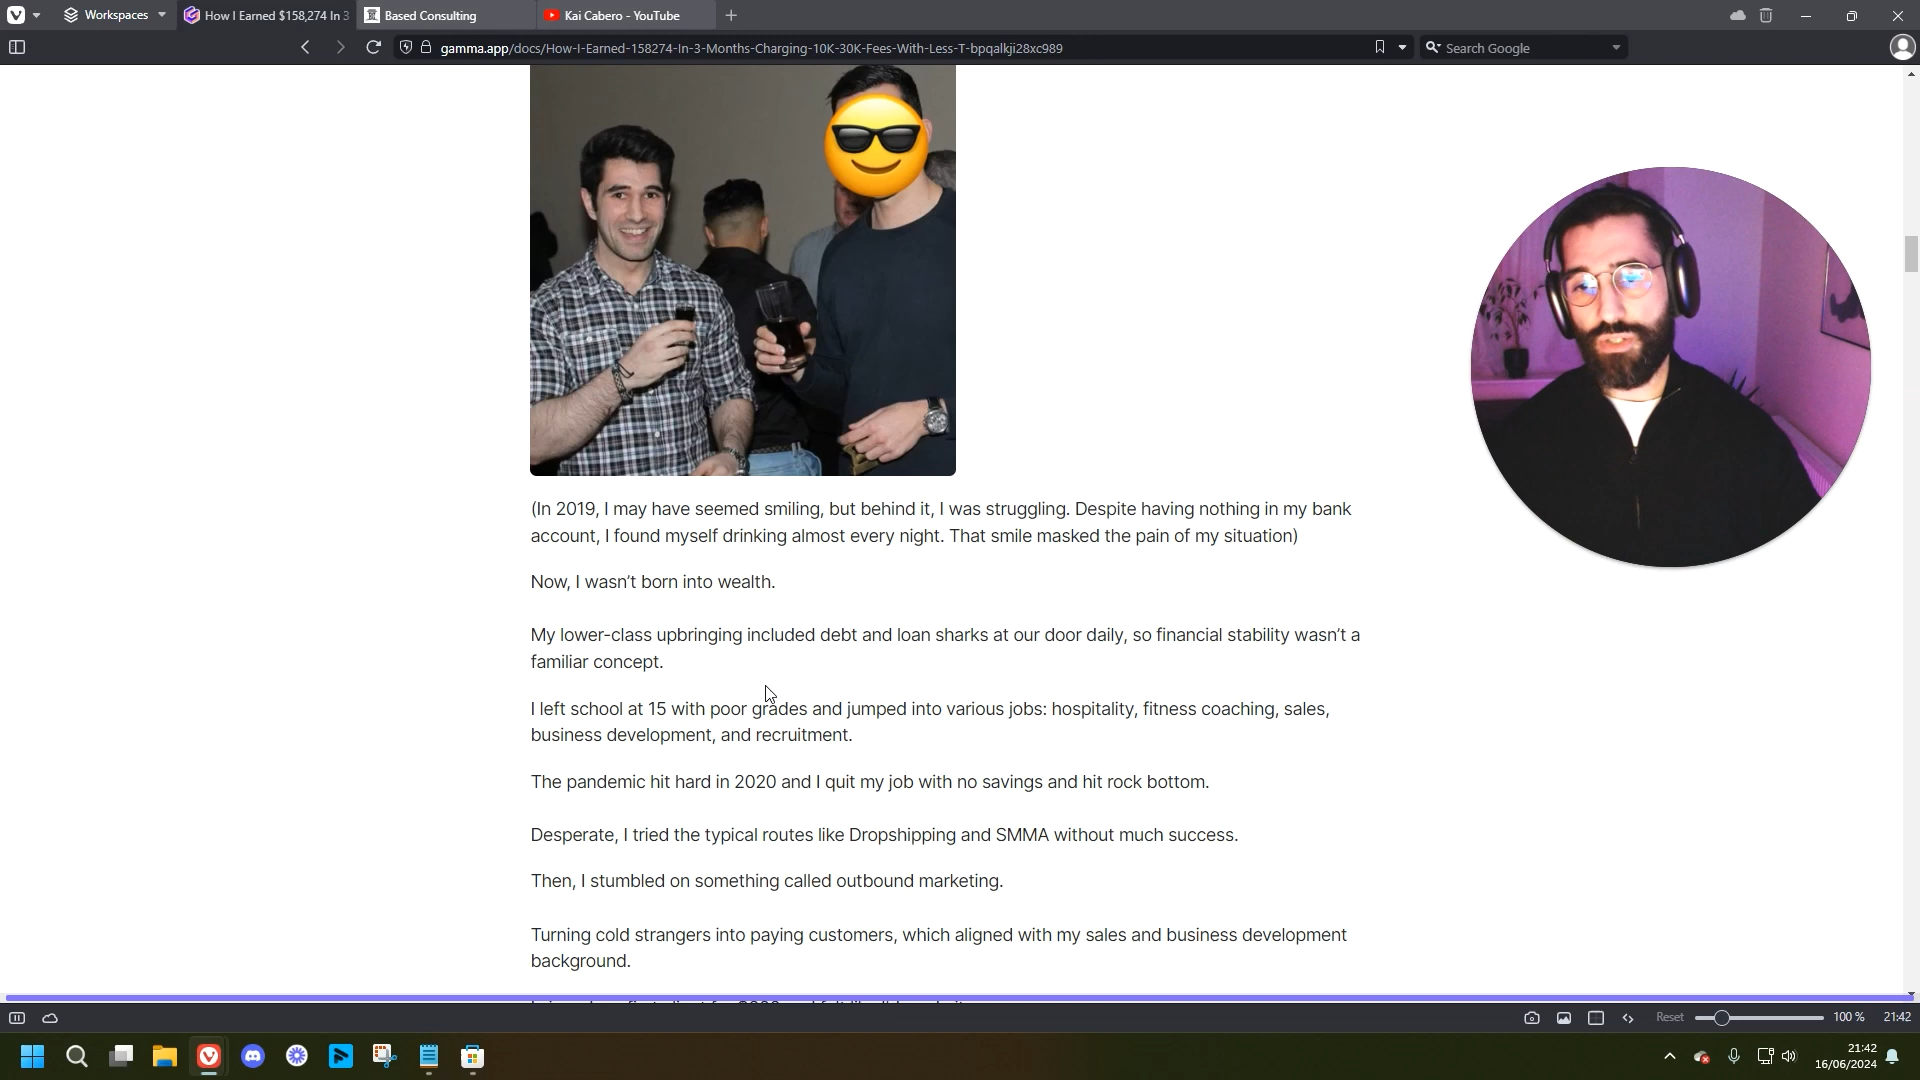 Workspaces
How I Earned $158,274 In 3
Based Consulting
Kai Cabero - YouTube
gamma.app/docs/How-I-Earned-158274-In-3-Months-Charging-10K-30K-Fees-With-Less-T-bpqalkji28xc989
Search Google
(In 2019, I may have seemed smiling, but behind it, I was struggling. Despite having nothing in my bank
account, I found myself drinking almost every night. That smile masked the pain of my situation)
Now, I wasn't born into wealth.
My lower-class upbringing included debt and loan sharks at our door daily, so financial stability wasn't a
familiar concept.
I left school at 15 with poor grades and jumped into various jobs: hospitality, fitness coaching, sales,
business development, and recruitment.
The pandemic hit hard in 2020 and I quit my job with no savings and hit rock bottom.
Desperate, I tried the typical routes like Dropshipping and SMMA without much success.
Then, I stumbled on something called outbound marketing.
Turning cold strangers into paying customers, which aligned with my sales and business development
background.
Reset
100 %
21:42
21:42
16/06/2024